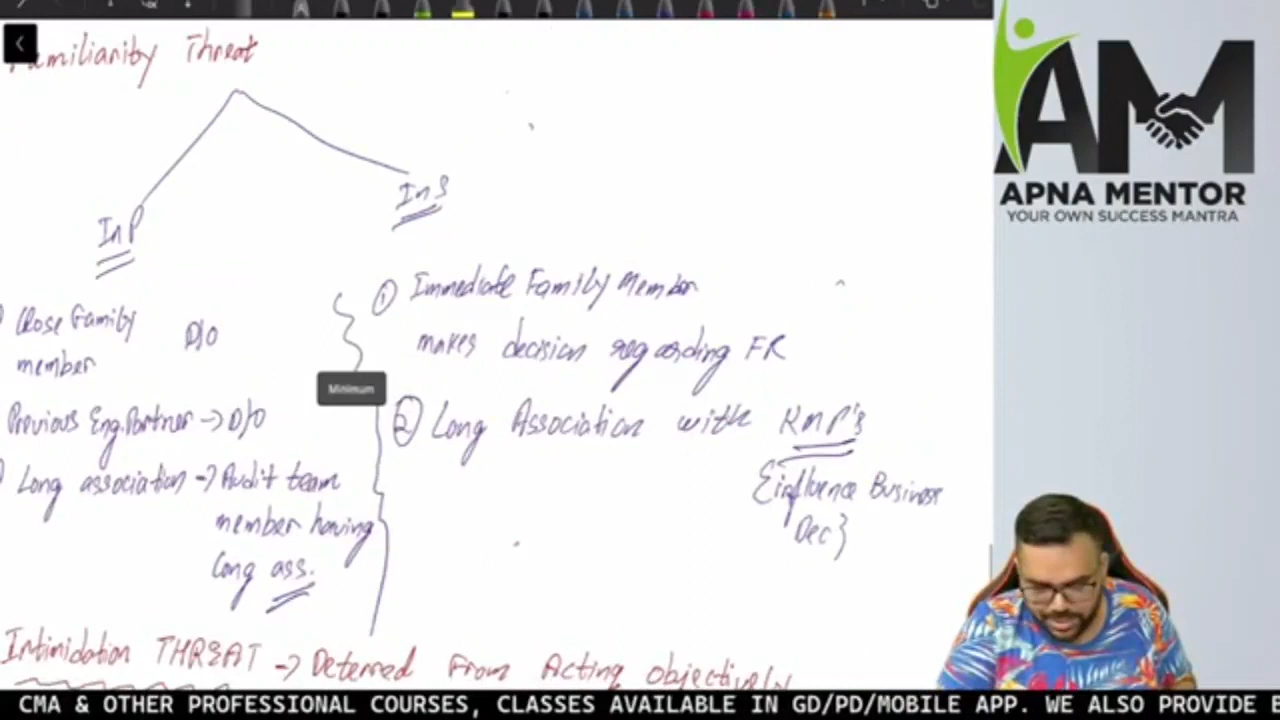 Familiarity Threat
InP
InS
Close Family
member
D/O
Previous Eng. Partner → D/O
Long association → Audit team
member having
Long ass.
① Immediate Family Member
makes decision regarding FR
② Long Association with KMP's
{influence Business
Dec}
Minimum
Intimidation THREAT → Deterred From Acting Objectively
AM
APNA MENTOR
YOUR OWN SUCCESS MANTRA
CMA & OTHER PROFESSIONAL COURSES, CLASSES AVAILABLE IN GD/PD/MOBILE APP. WE ALSO PROVIDE E